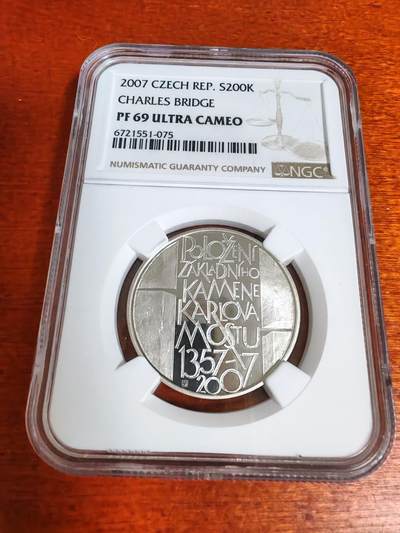 2007 CZECH REP. S200K
CHARLES BRIDGE
PF 69 ULTRA CAMEO
6721551-075
NUMISMATIC GUARANTY COMPANY
NGC
POLOŽENÍ
ZÁKLADNÍHO
KAMENE
KARLOVA
MOSTU
1357
2007